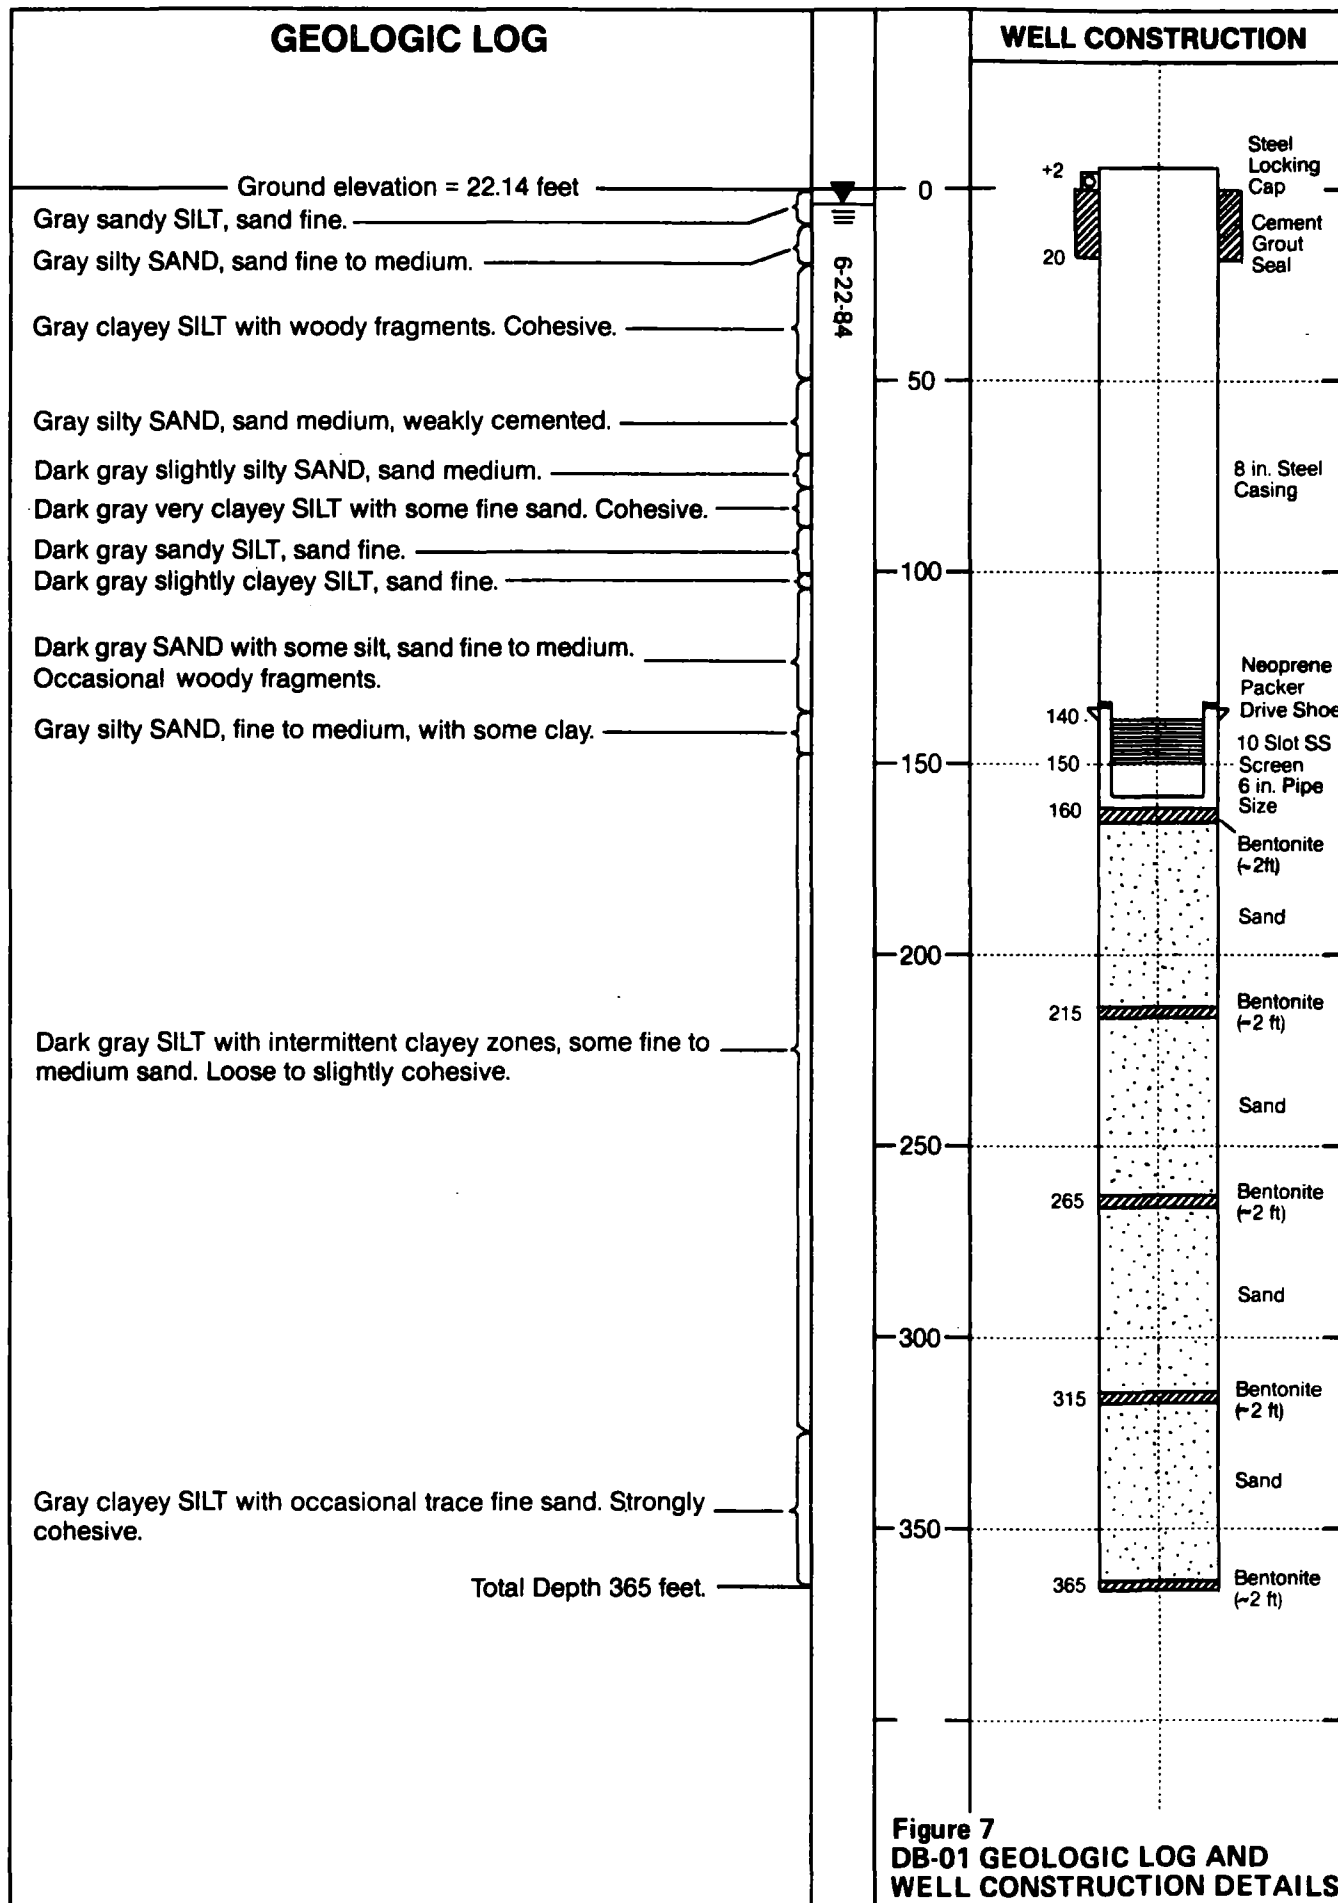 GEOLOGIC LOG
WELL CONSTRUCTION
Ground elevation = 22.14 feet
Gray sandy SILT, sand fine.
Gray silty SAND, sand fine to medium.
Gray clayey SILT with woody fragments. Cohesive.
Gray silty SAND, sand medium, weakly cemented.
Dark gray slightly silty SAND, sand medium.
Dark gray very clayey SILT with some fine sand. Cohesive.
Dark gray sandy SILT, sand fine.
Dark gray slightly clayey SILT, sand fine.
Dark gray SAND with some silt, sand fine to medium.
Occasional woody fragments.
Gray silty SAND, fine to medium, with some clay.
Dark gray SILT with intermittent clayey zones, some fine to
medium sand. Loose to slightly cohesive.
Gray clayey SILT with occasional trace fine sand. Strongly
cohesive.
Total Depth 365 feet.
6-22-84
0
50
100
150
200
250
300
350
+2
20
140
150
160
215
265
315
365
Steel
Locking
Cap
Cement
Grout
Seal
8 in. Steel
Casing
Neoprene
Packer
Drive Shoe
10 Slot SS
Screen
6 in. Pipe
Size
Bentonite
(~2ft)
Sand
Bentonite
(~2 ft)
Sand
Bentonite
(~2 ft)
Sand
Bentonite
(~2 ft)
Sand
Bentonite
(~2 ft)
Figure 7
DB-01 GEOLOGIC LOG AND
WELL CONSTRUCTION DETAILS